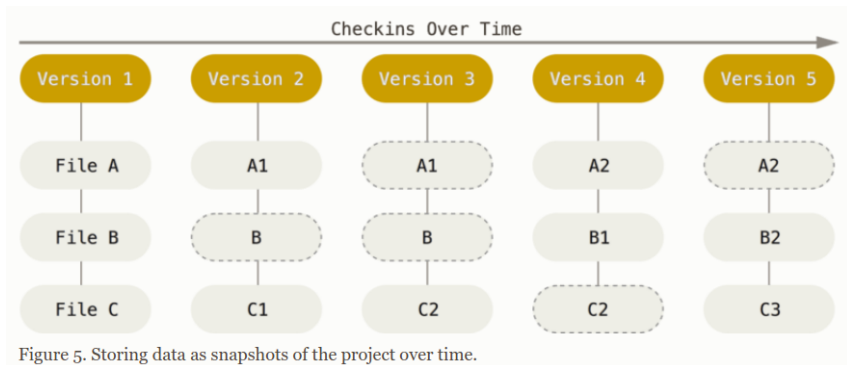 Checkins Over Time
Version 1 Version 2 Version 3 Version 4 Version 5
File A A1 A1 A2 A2
File B B B B1 B2
File C C1 C2 C2 C3
Figure 5. Storing data as snapshots of the project over time.